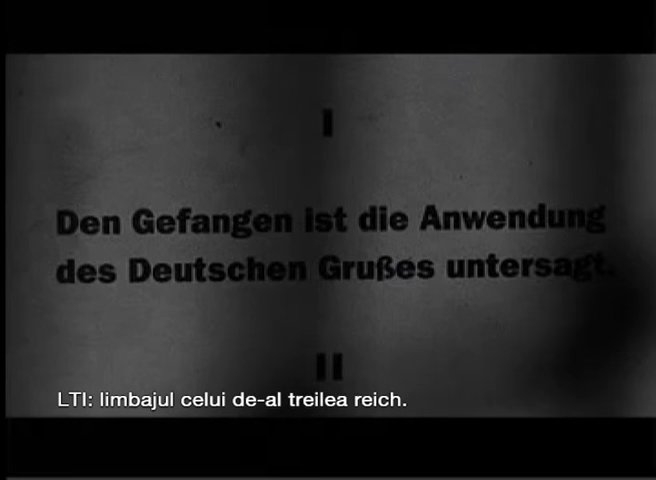 I
Den Gefangen ist die Anwendung
des Deutschen Grußes untersagt.
II
LTI: limbajul celui de-al treilea reich.